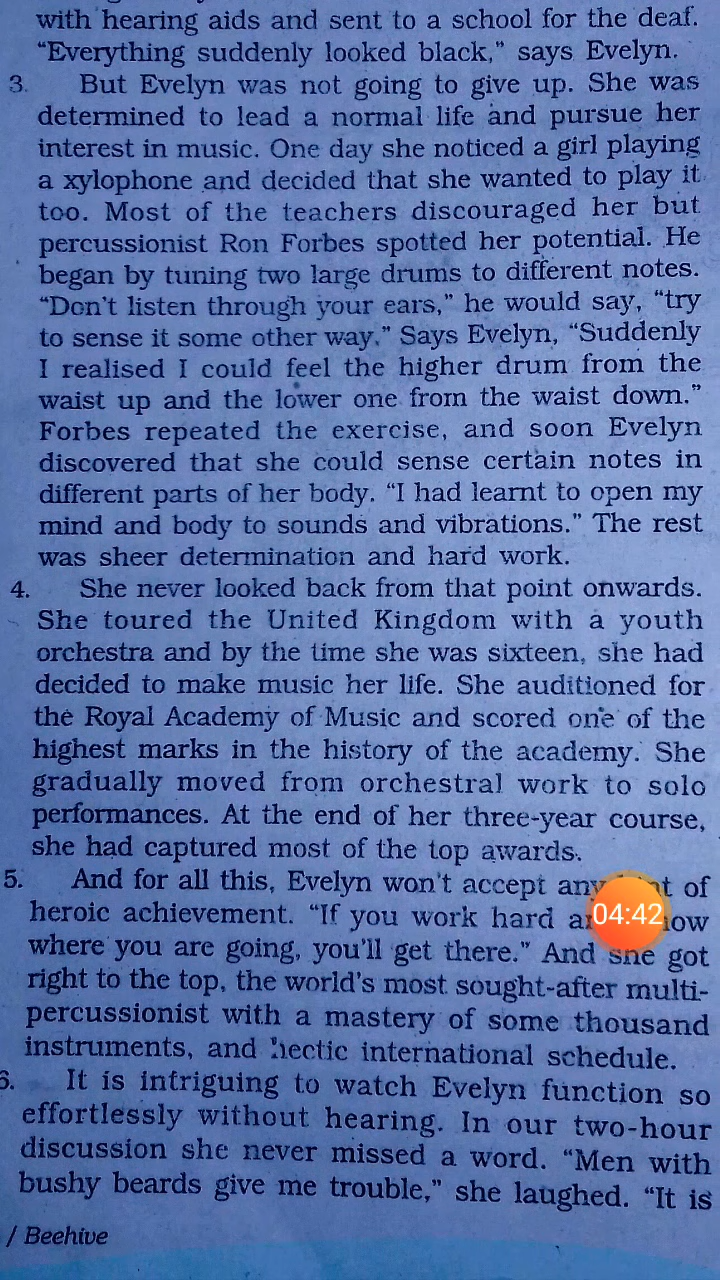 with hearing aids and sent to a school for the deaf.
“Everything suddenly looked black,” says Evelyn.
3. But Evelyn was not going to give up. She was
determined to lead a normal life and pursue her
interest in music. One day she noticed a girl playing
a xylophone and decided that she wanted to play it
too. Most of the teachers discouraged her but
percussionist Ron Forbes spotted her potential. He
began by tuning two large drums to different notes.
“Don't listen through your ears,” he would say, “try
to sense it some other way.” Says Evelyn, “Suddenly
I realised I could feel the higher drum from the
waist up and the lower one from the waist down.”
Forbes repeated the exercise, and soon Evelyn
discovered that she could sense certain notes in
different parts of her body. “I had learnt to open my
mind and body to sounds and vibrations.” The rest
was sheer determination and hard work.
4. She never looked back from that point onwards.
She toured the United Kingdom with a youth
orchestra and by the time she was sixteen, she had
decided to make music her life. She auditioned for
the Royal Academy of Music and scored one of the
highest marks in the history of the academy. She
gradually moved from orchestral work to solo
performances. At the end of her three-year course,
she had captured most of the top awards.
5. And for all this, Evelyn won't accept of
heroic achievement. “If you work hard
04:42
where you are going, you'll get there.” And she got
right to the top, the world's most sought-after multi-
percussionist with a mastery of some thousand
instruments, and hectic international schedule.
6. It is intriguing to watch Evelyn function so
effortlessly without hearing. In our two-hour
discussion she never missed a word. “Men with
bushy beards give me trouble,” she laughed. “It is
/ Beehive